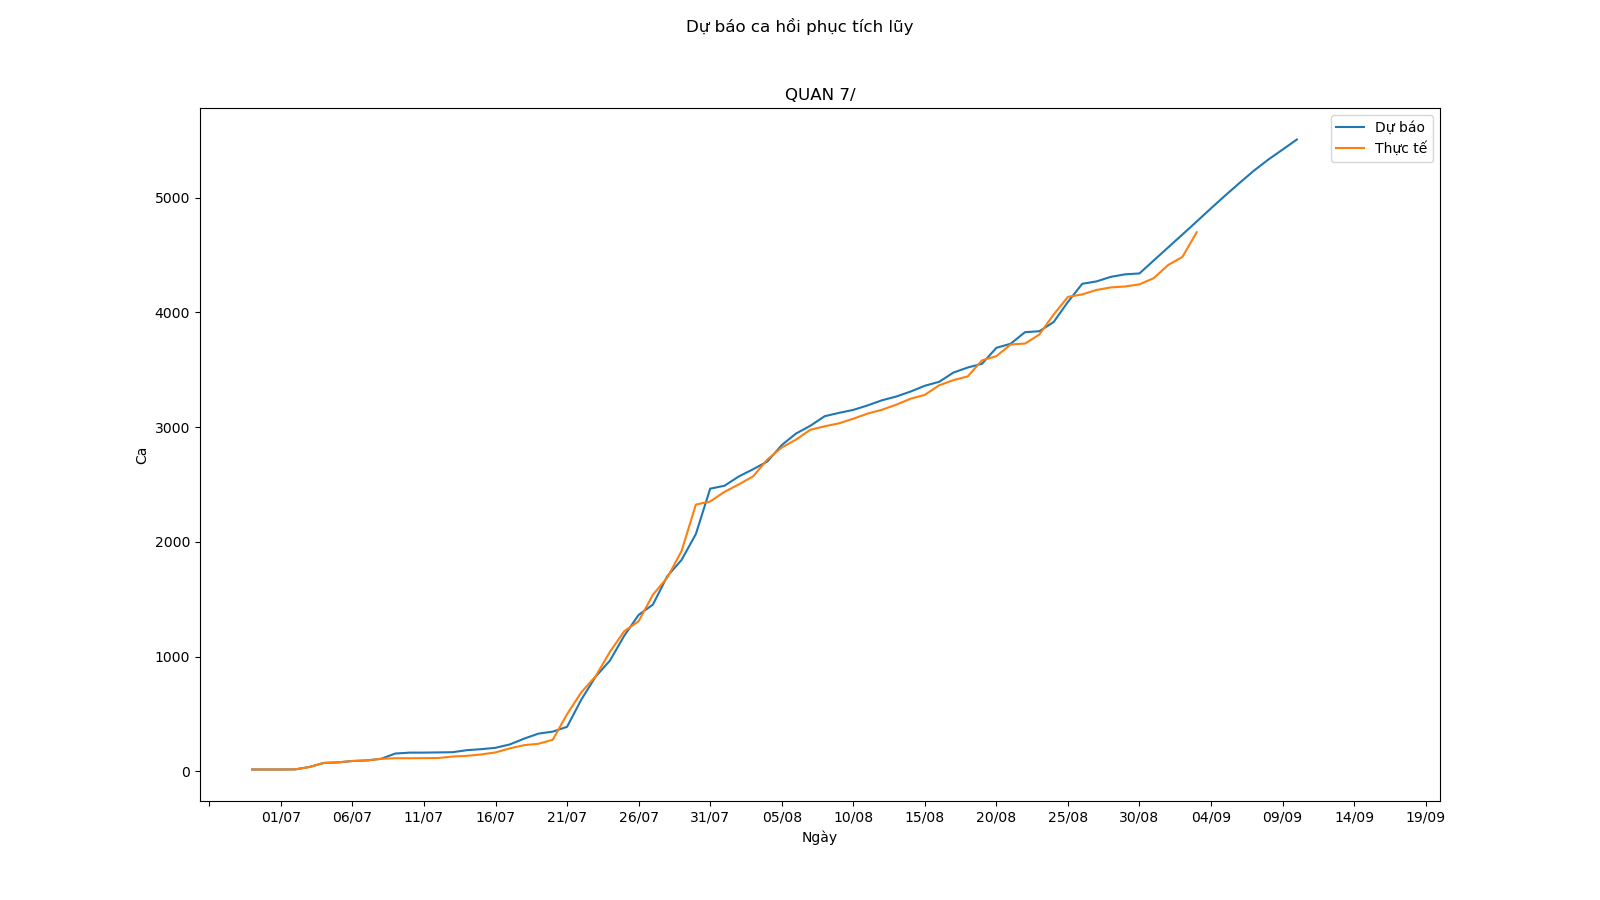 Dự báo ca hồi phục tích lũy
QUAN 7/
Dự báo
Thực tế
5000
4000
3000
2000
1000
0
Ca
01/07 06/07 11/07 16/07 21/07 26/07 31/07 05/08 10/08 15/08 20/08 25/08 30/08 04/09 09/09 14/09 19/09
Ngày